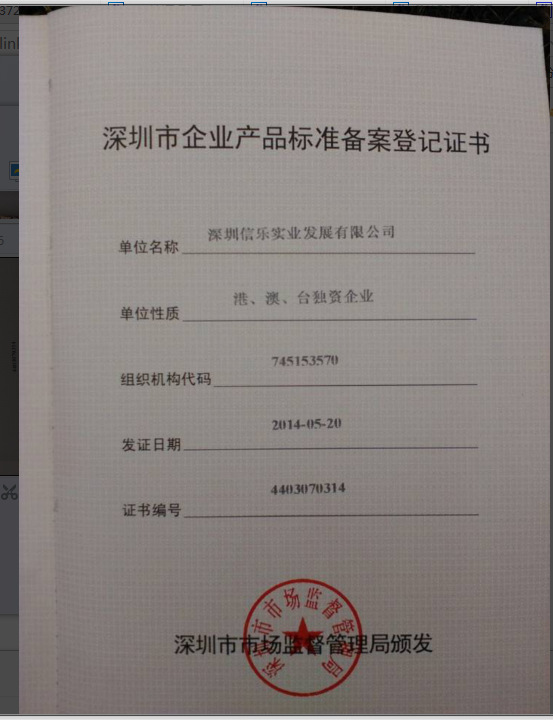 深圳市企业产品标准备案登记证书
单位名称 深圳信乐实业发展有限公司
单位性质 港、澳、台独资企业
组织机构代码 745153570
发证日期 2014-05-20
证书编号 4403070314
深圳市市场监督管理局
深圳市市场监督管理局颁发